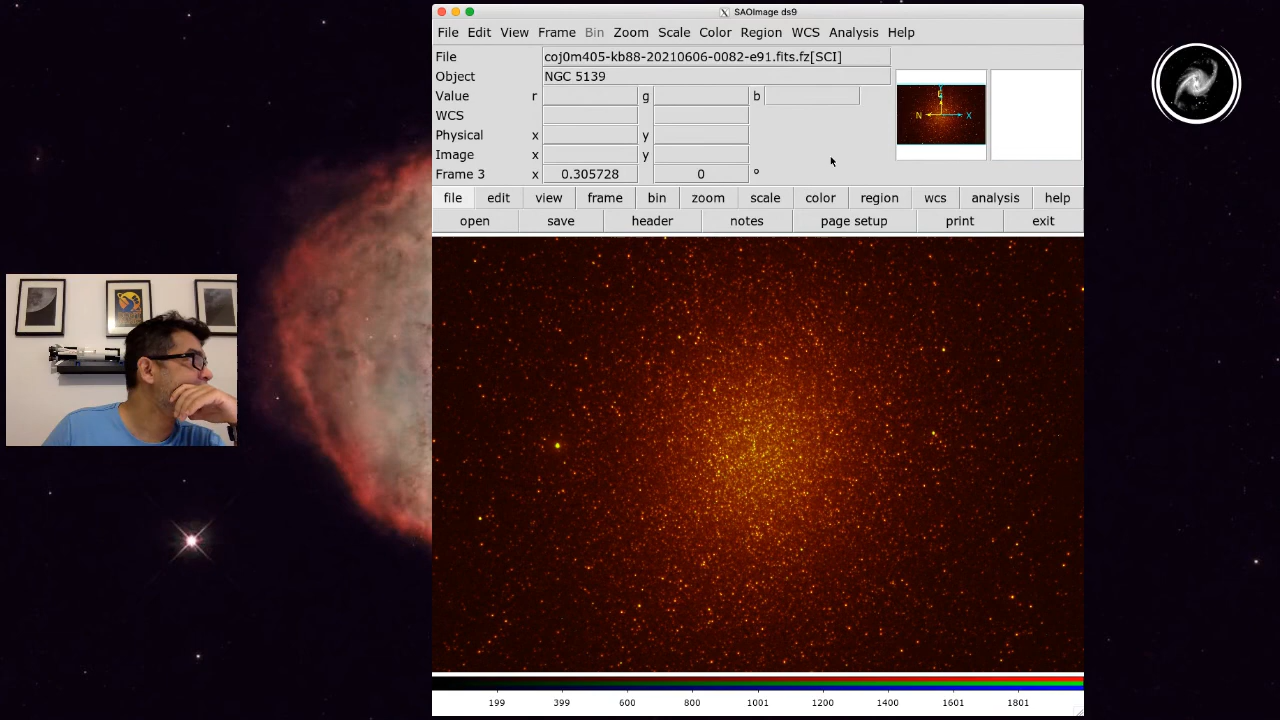 SAOImage ds9
File Edit View Frame Bin Zoom Scale Color Region WCS Analysis Help
File coj0m405-kb88-20210606-0082-e91.fits.fz[SCI]
Object NGC 5139
Value r g b
WCS
Physical x y
Image x y
Frame 3 x 0.305728 0 °
E
N X
file edit view frame bin zoom scale color region wcs analysis help
open save header notes page setup print exit
199 399 600 800 1001 1200 1400 1601 1801